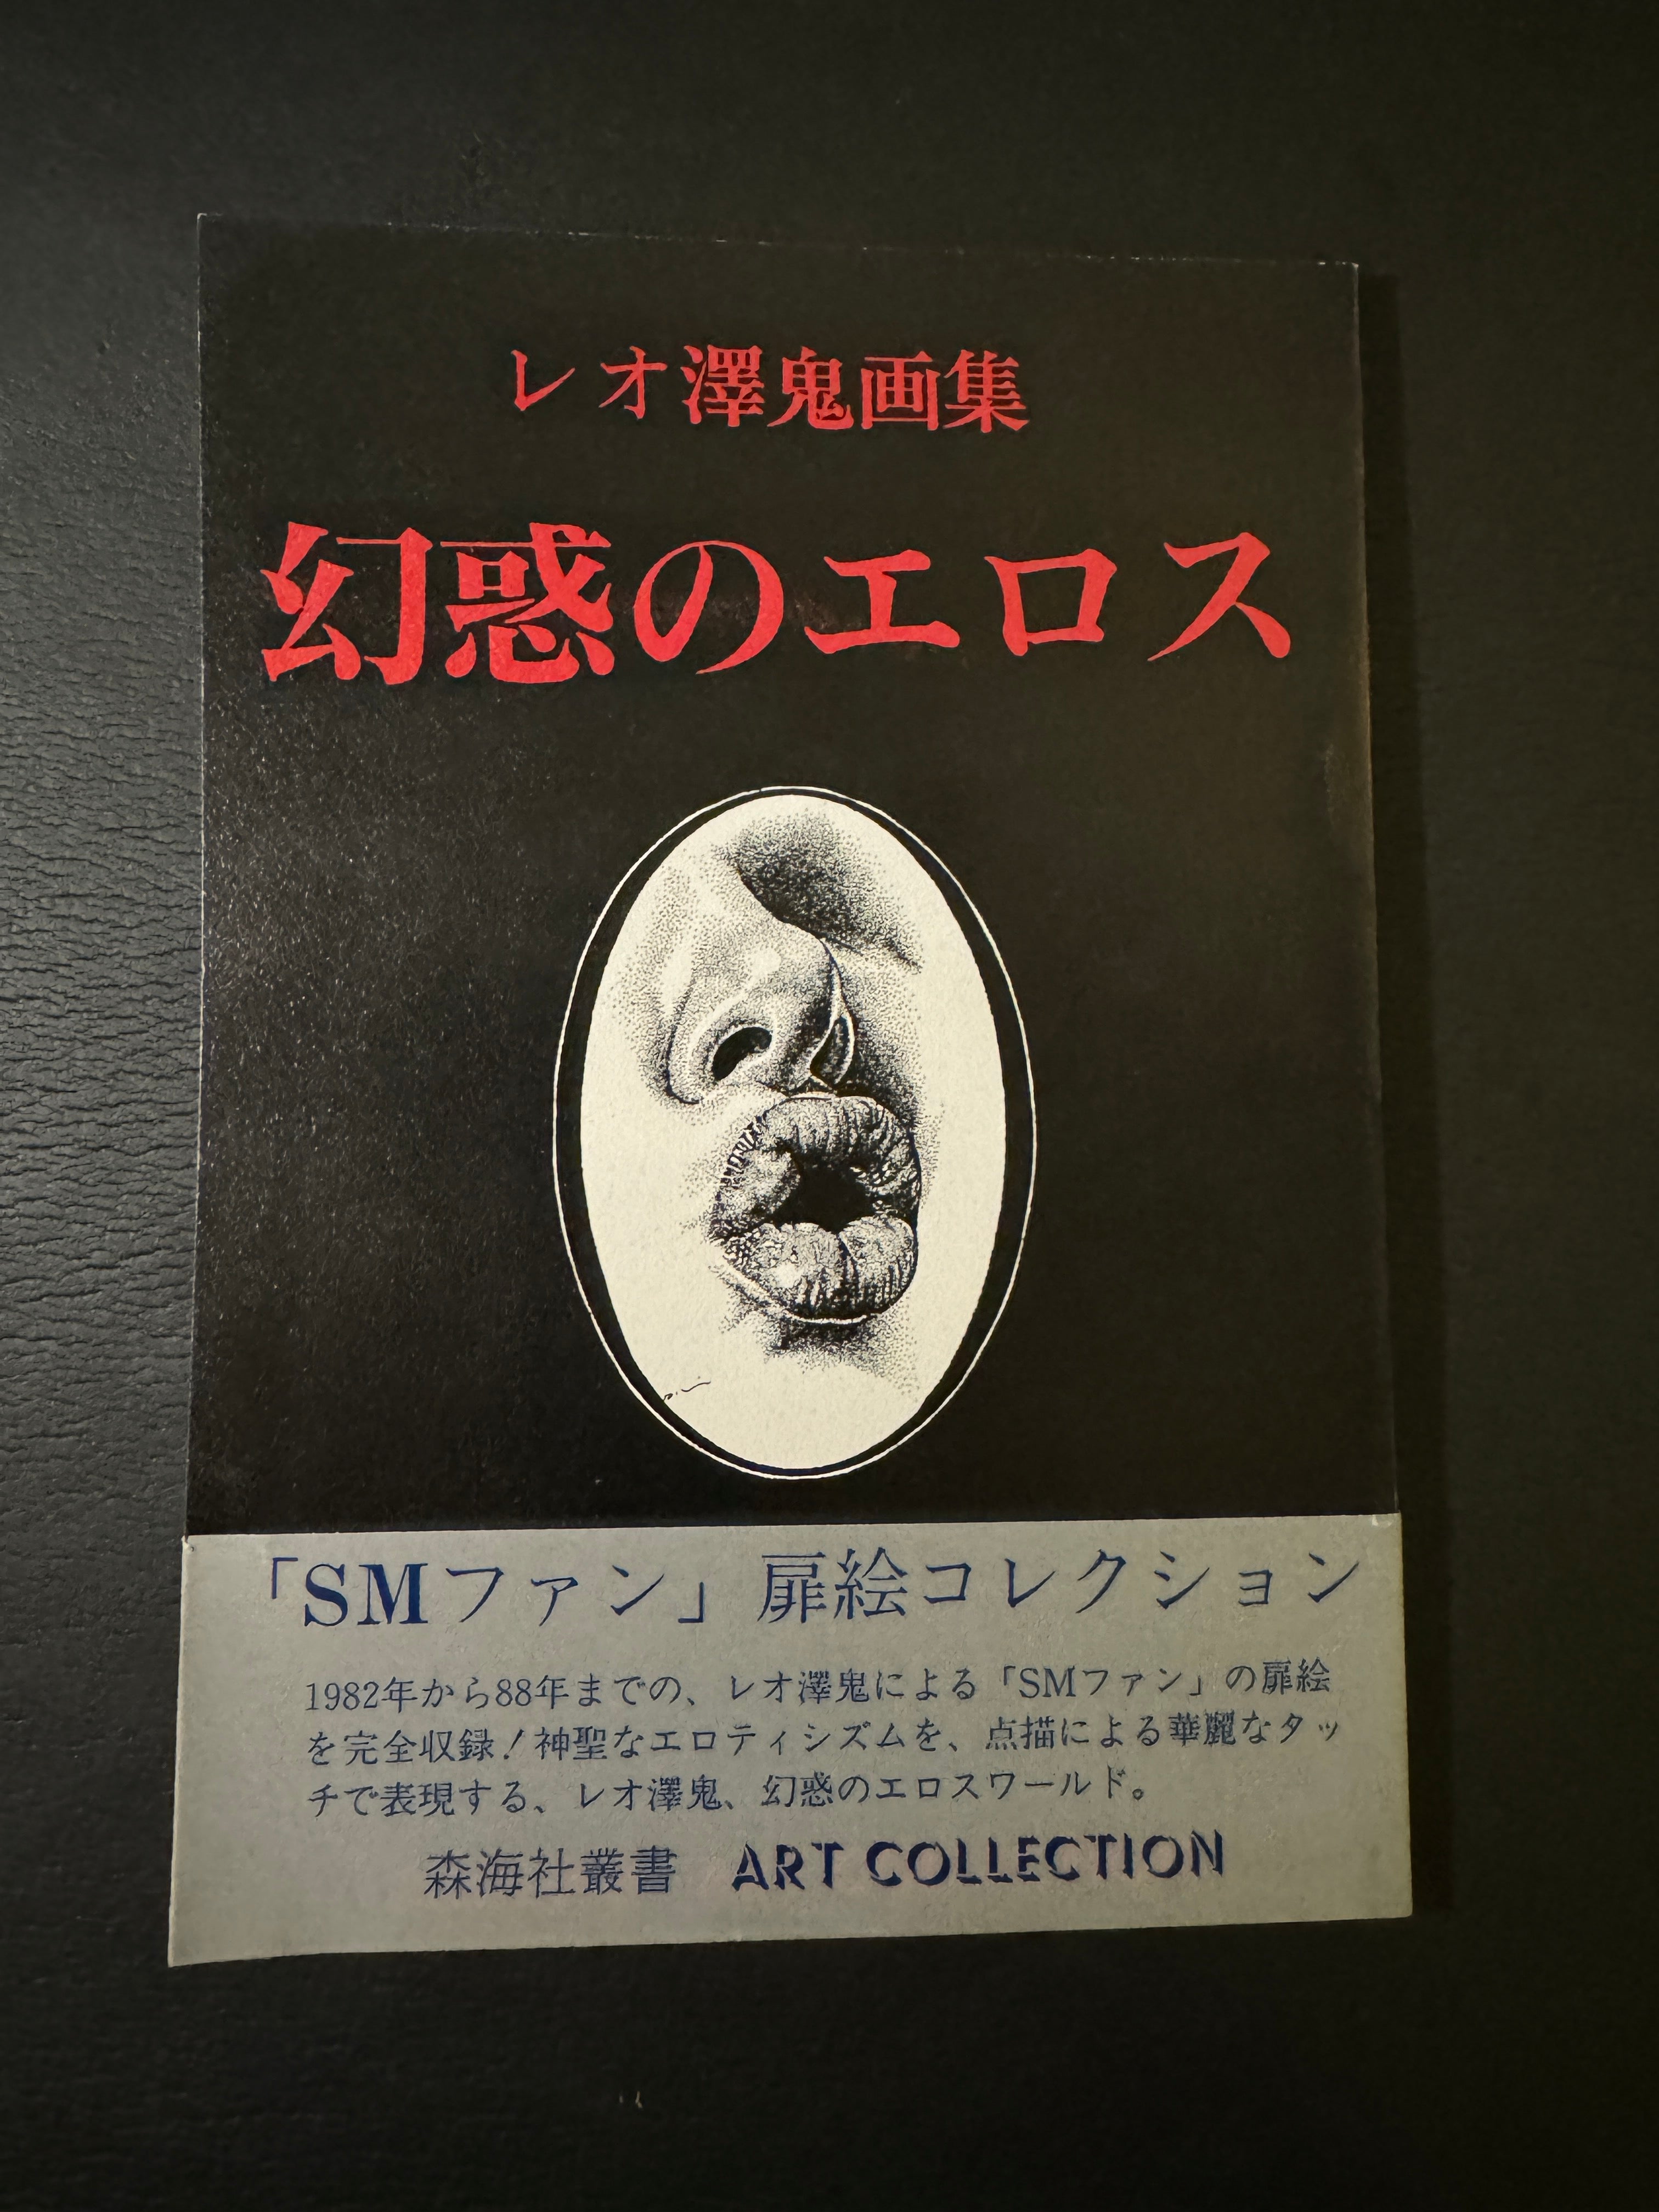 レオ澤鬼画集
幻惑のエロス
「SMファン」扉絵コレクション
1982年から88年までの、レオ澤鬼による「SMファン」の扉絵
を完全収録！神聖なエロティシズムを、点描による華麗なタッ
チで表現する、レオ澤鬼、幻惑のエロスワールド。
森海社叢書 ART COLLECTION